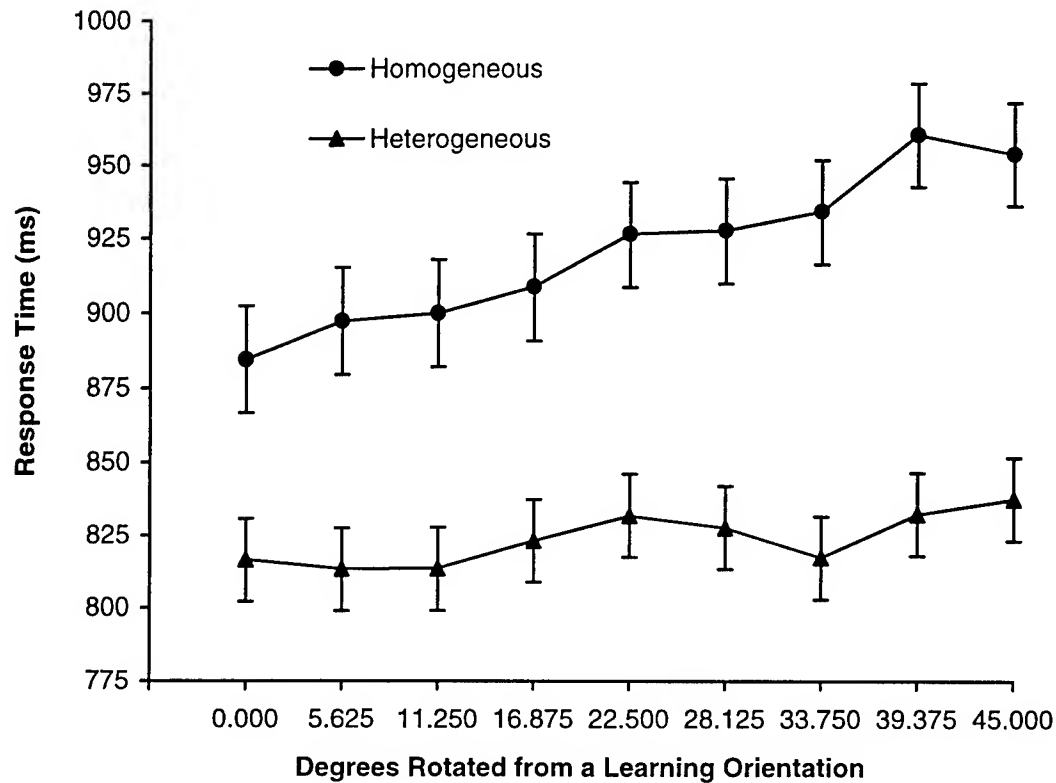 1000
975
950
925
900
875
850
825
800
775
Response Time (ms)
Homogeneous
Heterogeneous
0.000 5.625 11.250 16.875 22.500 28.125 33.750 39.375 45.000
Degrees Rotated from a Learning Orientation